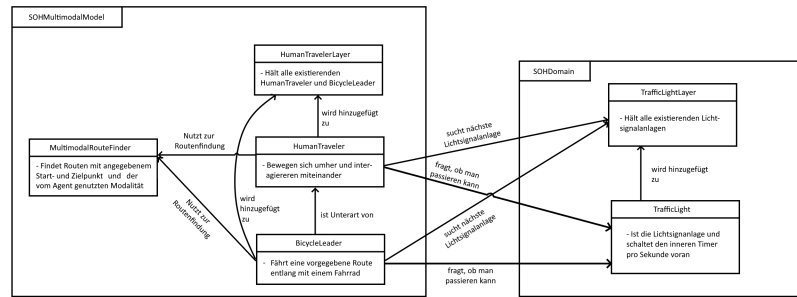 SOHMultimodalModel
HumanTravelerLayer
- Hält alle existierenden
HumanTraveler und BicycleLeader
wird hinzugefügt
zu
Nutzt zur
Routenfindung
MultimodalRouteFinder
- Findet Routen mit angegebenem
Start- und Zielpunkt und der
vom Agent genutzten Modalität
HumanTraveler
- Bewegen sich umher und inter-
agiereren miteinander
Nutzt zur
Routenfindung
wird
hinzugefügt
zu
ist Unterart von
BicycleLeader
- Fährt eine vorgegebene Route
entlang mit einem Fahrrad
sucht nächste
Lichtsignalanlage
fragt, ob man
passieren kann
sucht nächste
Lichtsignalanlage
fragt, ob man
passieren kann
SOHDomain
TrafficLightLayer
- Hält alle existierenden Licht-
signalanlagen
wird hinzugefügt
zu
TrafficLight
- Ist die Lichtsignanlage und
schaltet den inneren Timer
pro Sekunde voran